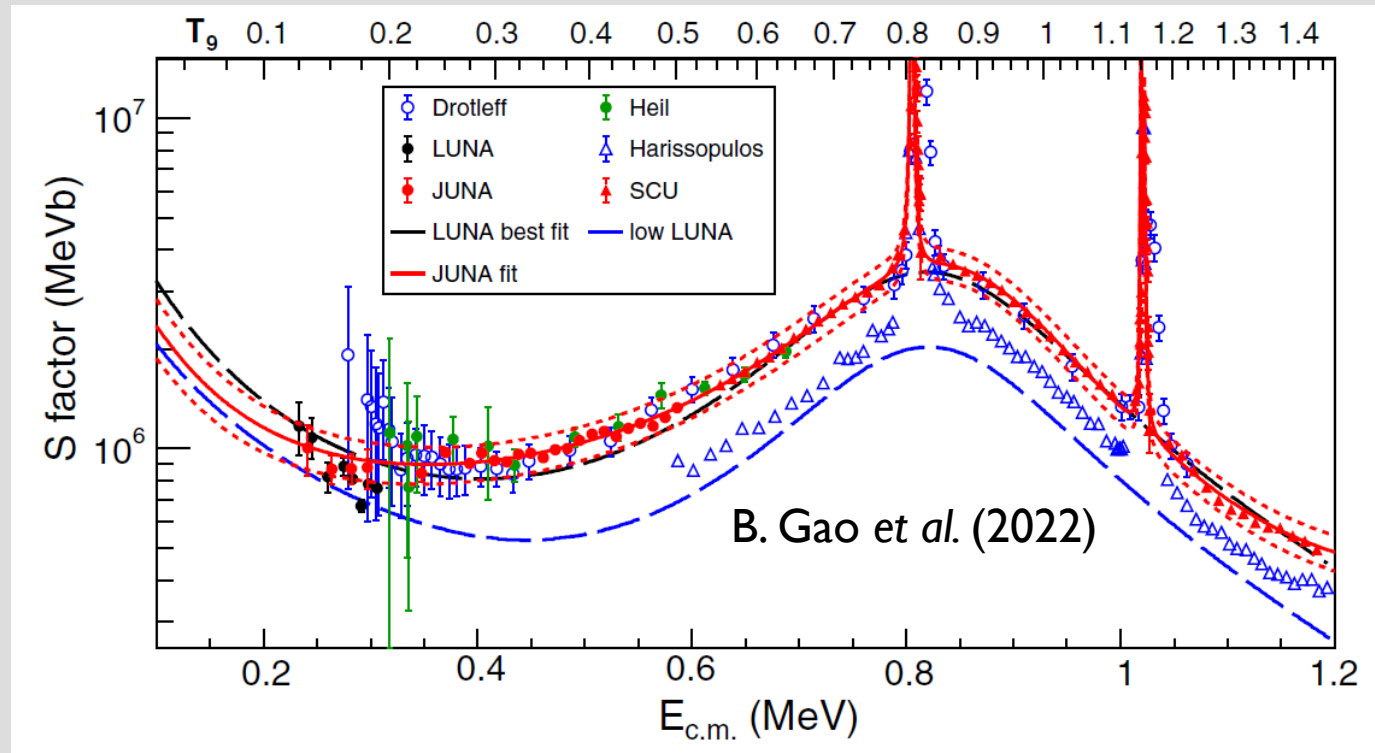 T9 0.1 0.2 0.3 0.4 0.5 0.6 0.7 0.8 0.9 1 1.1 1.2 1.3 1.4
Drotleff Heil
LUNA Harissopulos
JUNA SCU
LUNA best fit low LUNA
JUNA fit
10^7
10^6
S factor (MeVb)
B. Gao et al. (2022)
0.2 0.4 0.6 0.8 1 1.2
E_c.m. (MeV)